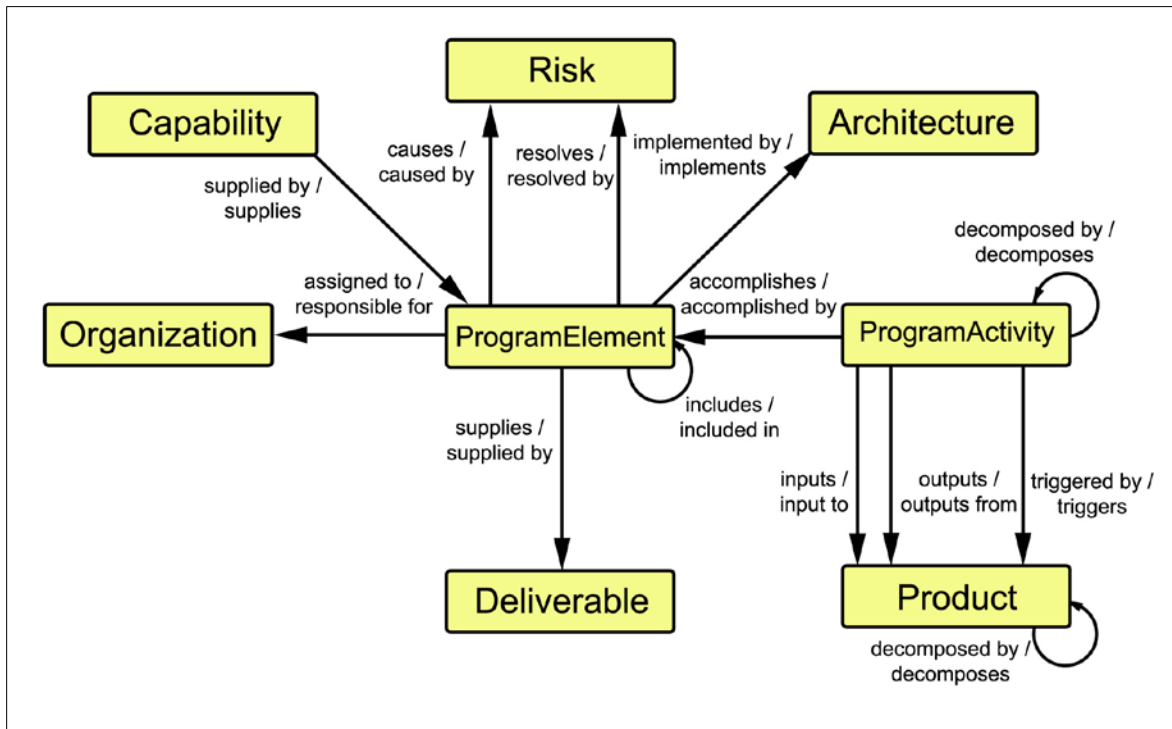 Risk
Capability
Architecture
causes /
caused by
resolves /
resolved by
implemented by /
implements
supplied by /
supplies
decomposed by /
decomposes
assigned to /
responsible for
accomplishes /
accomplished by
Organization
ProgramElement
ProgramActivity
includes /
included in
supplies /
supplied by
inputs /
input to
outputs /
outputs from
triggered by /
triggers
Deliverable
Product
decomposed by /
decomposes